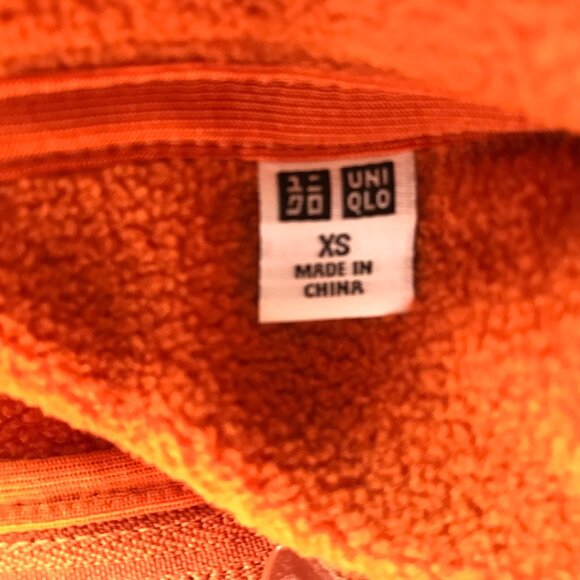 ユニ UNI
クロ QLO
XS
MADE IN
CHINA